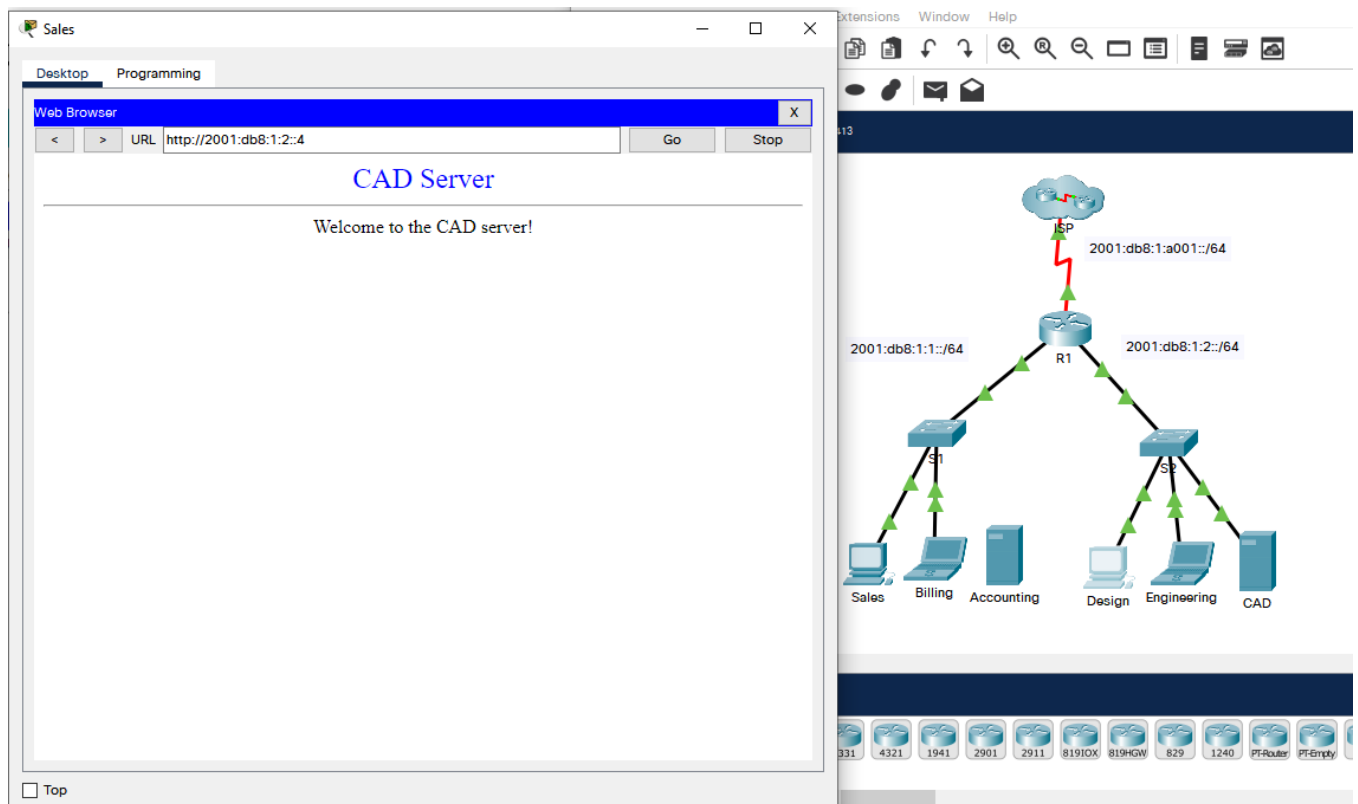 Sales
Desktop Programming
Web Browser X
< > URL http://2001:db8:1:2::4 Go Stop
CAD Server
Welcome to the CAD server!
Top
Extensions Window Help
ISP
2001:db8:1:a001::/64
2001:db8:1:1::/64
R1
2001:db8:1:2::/64
S1
S2
Sales Billing Accounting Design Engineering CAD
4321 1941 2901 2911 819IOX 819HGW 829 1240 PT-Router PT-Empty